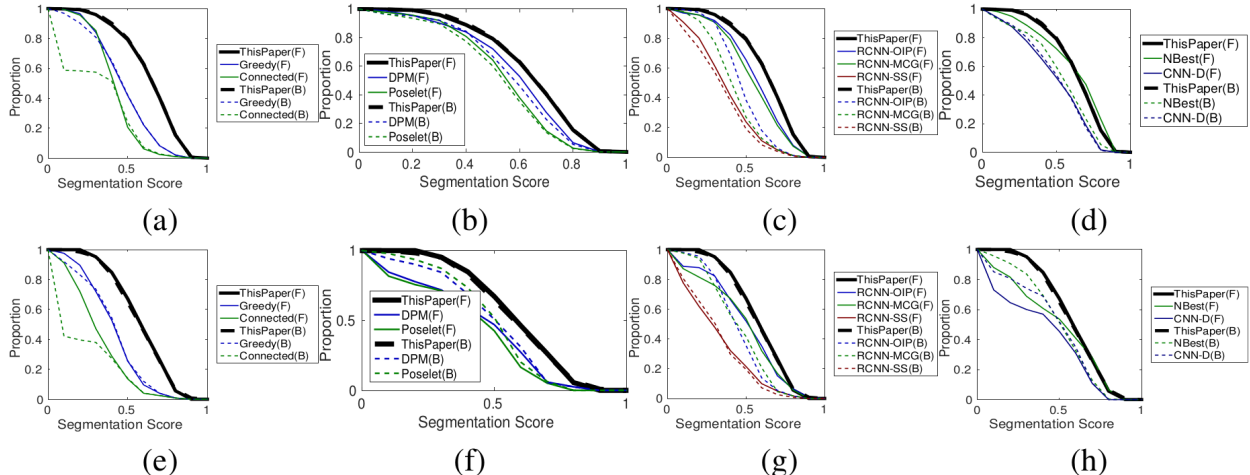 1
0.8
0.6
0.4
0.2
0
0 0.5 1
Proportion
Segmentation Score
ThisPaper(F)
Greedy(F)
Connected(F)
ThisPaper(B)
Greedy(B)
Connected(B)
(a)
1
0.8
0.6
0.4
0.2
0
0 0.2 0.4 0.6 0.8 1
Proportion
Segmentation Score
ThisPaper(F)
DPM(F)
Poselet(F)
ThisPaper(B)
DPM(B)
Poselet(B)
(b)
1
0.8
0.6
0.4
0.2
0
0 0.5 1
Proportion
Segmentation Score
ThisPaper(F)
RCNN-OIP(F)
RCNN-MCG(F)
RCNN-SS(F)
ThisPaper(B)
RCNN-OIP(B)
RCNN-MCG(B)
RCNN-SS(B)
(c)
1
0.8
0.6
0.4
0.2
0
0 0.5 1
Proportion
Segmentation Score
ThisPaper(F)
NBest(F)
CNN-D(F)
ThisPaper(B)
NBest(B)
CNN-D(B)
(d)
1
0.8
0.6
0.4
0.2
0
0 0.5 1
Proportion
Segmentation Score
ThisPaper(F)
Greedy(F)
Connected(F)
ThisPaper(B)
Greedy(B)
Connected(B)
(e)
1
0.5
0
0 0.5 1
Proportion
Segmentation Score
ThisPaper(F)
DPM(F)
Poselet(F)
ThisPaper(B)
DPM(B)
Poselet(B)
(f)
1
0.8
0.6
0.4
0.2
0
0 0.5 1
Proportion
Segmentation Score
ThisPaper(F)
RCNN-OIP(F)
RCNN-MCG(F)
RCNN-SS(F)
ThisPaper(B)
RCNN-OIP(B)
RCNN-MCG(B)
RCNN-SS(B)
(g)
1
0.8
0.6
0.4
0.2
0
0 0.5 1
Proportion
Segmentation Score
ThisPaper(F)
NBest(F)
CNN-D(F)
ThisPaper(B)
NBest(B)
CNN-D(B)
(h)